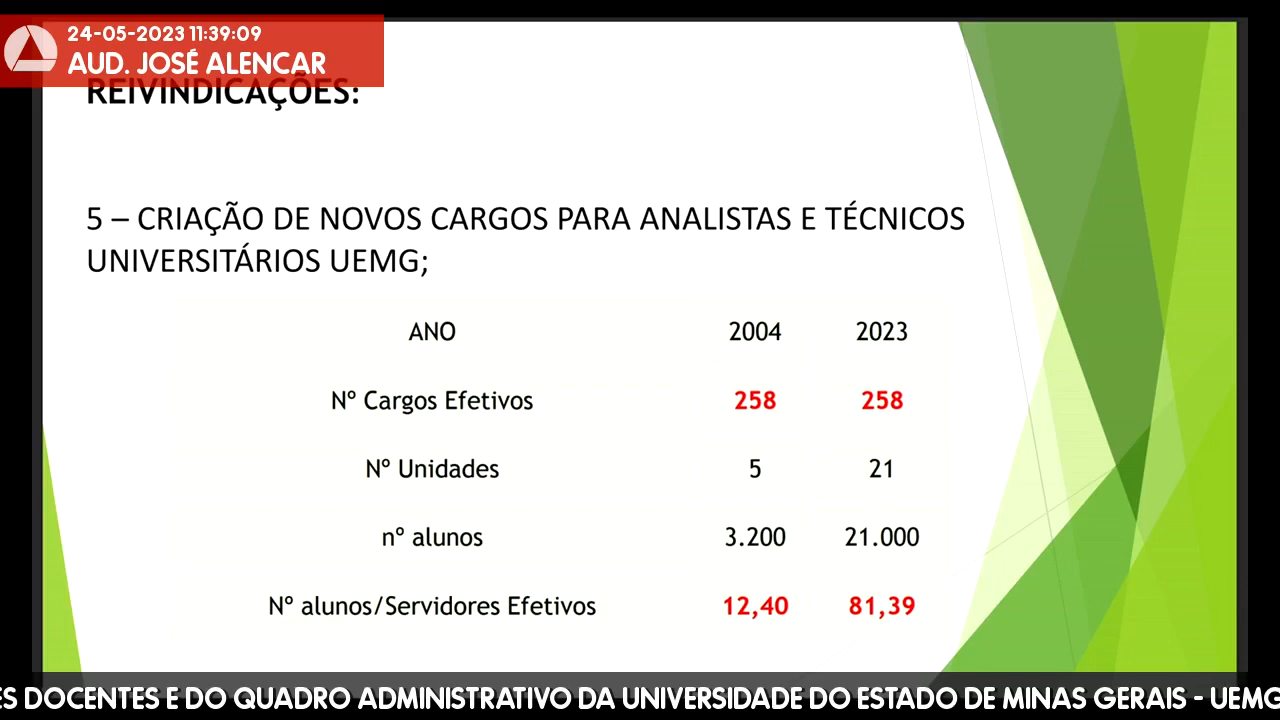 24-05-2023 11:39:09
AUD. JOSÉ ALENCAR
REIVINDICAÇÕES:
5 – CRIAÇÃO DE NOVOS CARGOS PARA ANALISTAS E TÉCNICOS
UNIVERSITÁRIOS UEMG;
ANO 2004 2023
Nº Cargos Efetivos 258 258
Nº Unidades 5 21
nº alunos 3.200 21.000
Nº alunos/Servidores Efetivos 12,40 81,39
ES DOCENTES E DO QUADRO ADMINISTRATIVO DA UNIVERSIDADE DO ESTADO DE MINAS GERAIS - UEMG